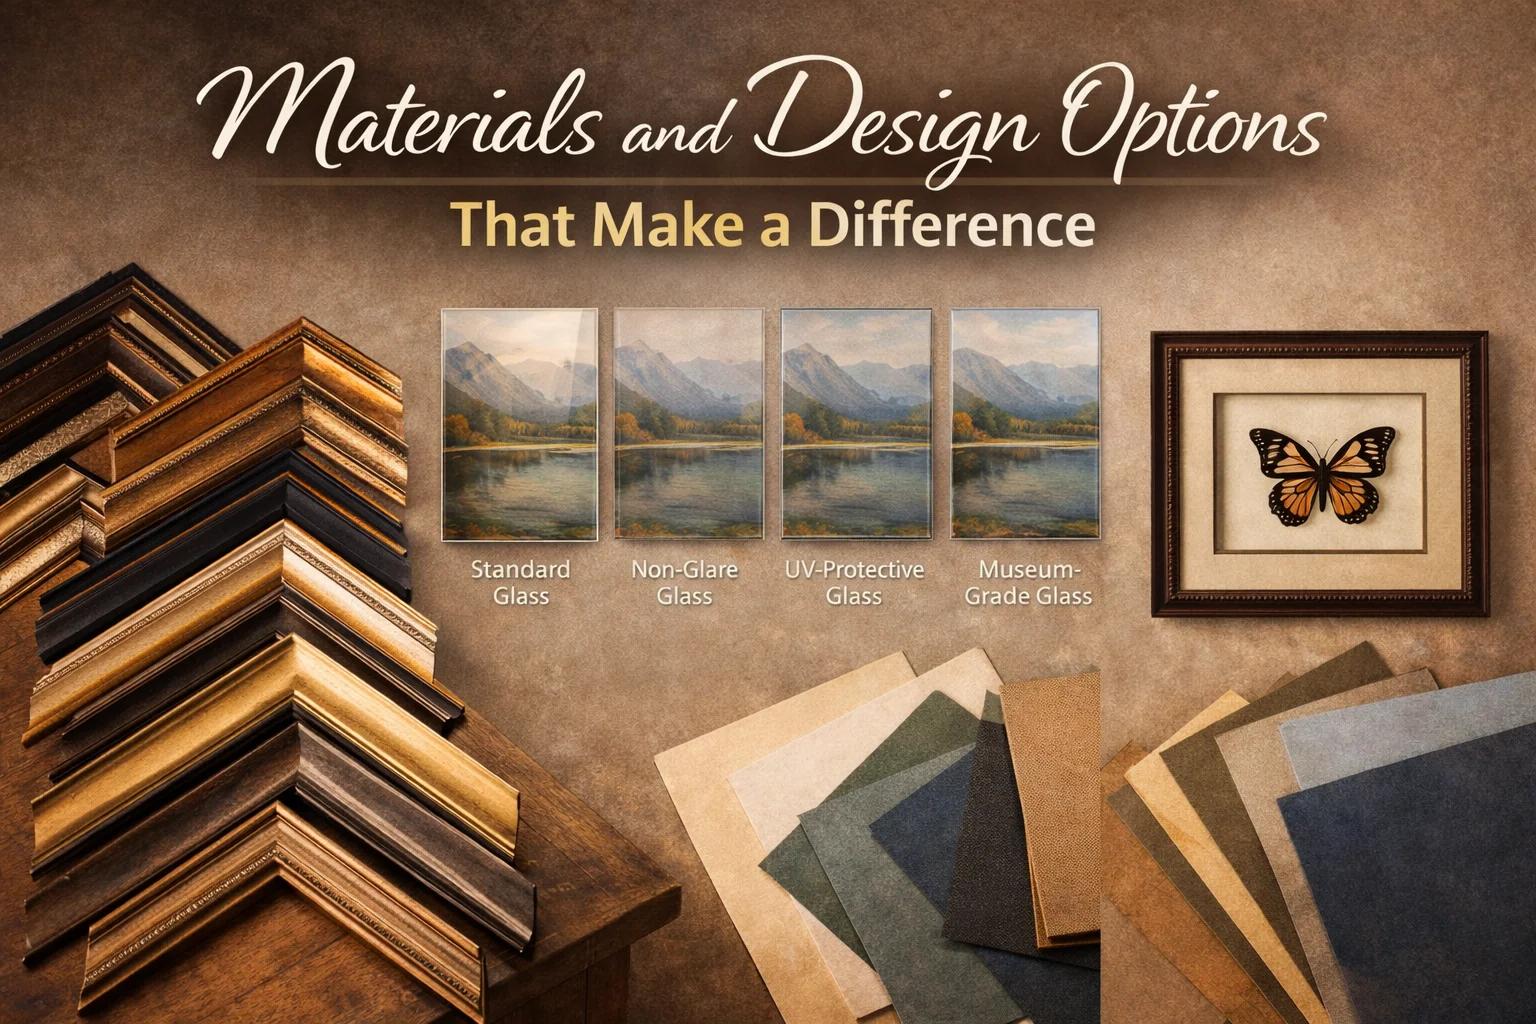 Materials and Design Options
That Make a Difference
Standard
Glass
Non-Glare
Glass
UV-Protective
Glass
Museum-
Grade Glass